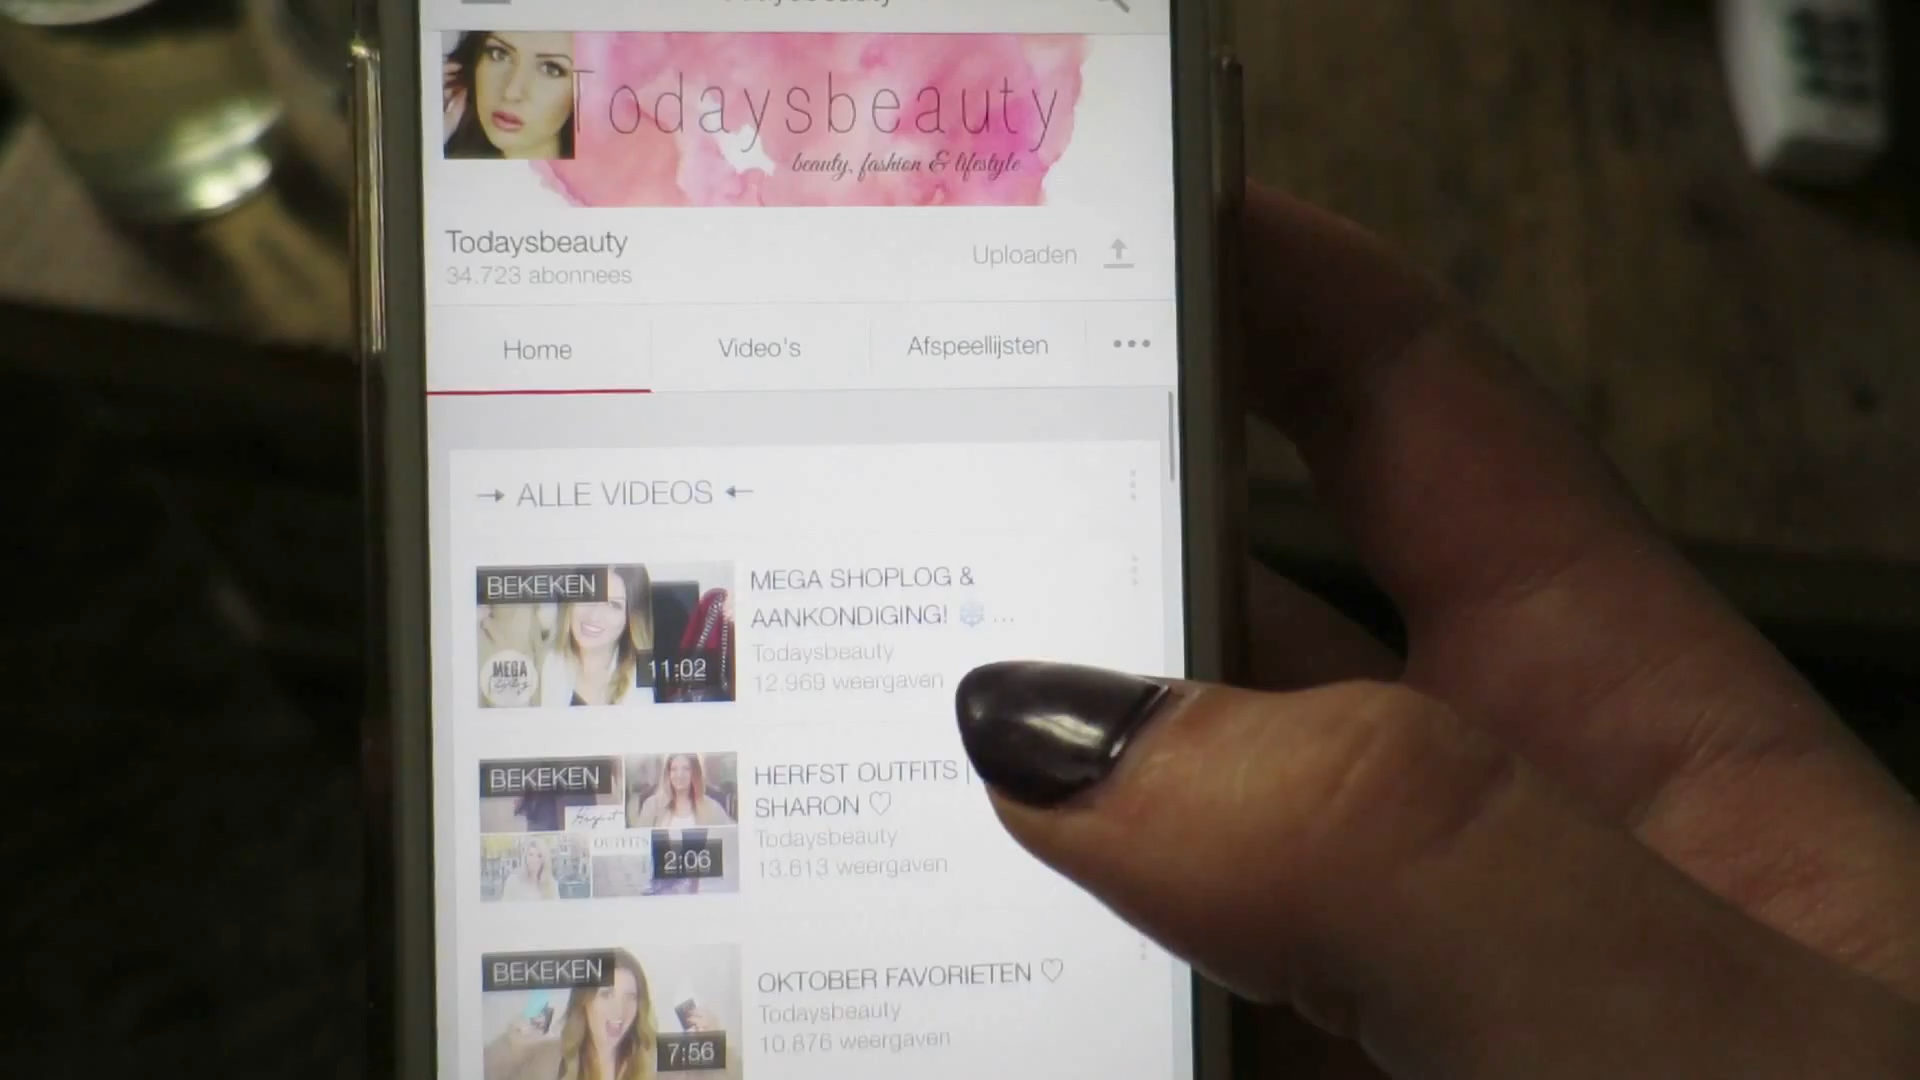 Todaysbeauty
beauty, fashion & lifestyle
Todaysbeauty
34.723 abonnees
Uploaden
Home
Video's
Afspeellijsten
→ ALLE VIDEOS ←
BEKEKEN
MEGA
11:02
MEGA SHOPLOG &
AANKONDIGING! ❄ ...
Todaysbeauty
12.969 weergaven
BEKEKEN
OUTFITS
2:06
HERFST OUTFITS |
SHARON ♡
Todaysbeauty
13.613 weergaven
BEKEKEN
7:56
OKTOBER FAVORIETEN ♡
Todaysbeauty
10.876 weergaven